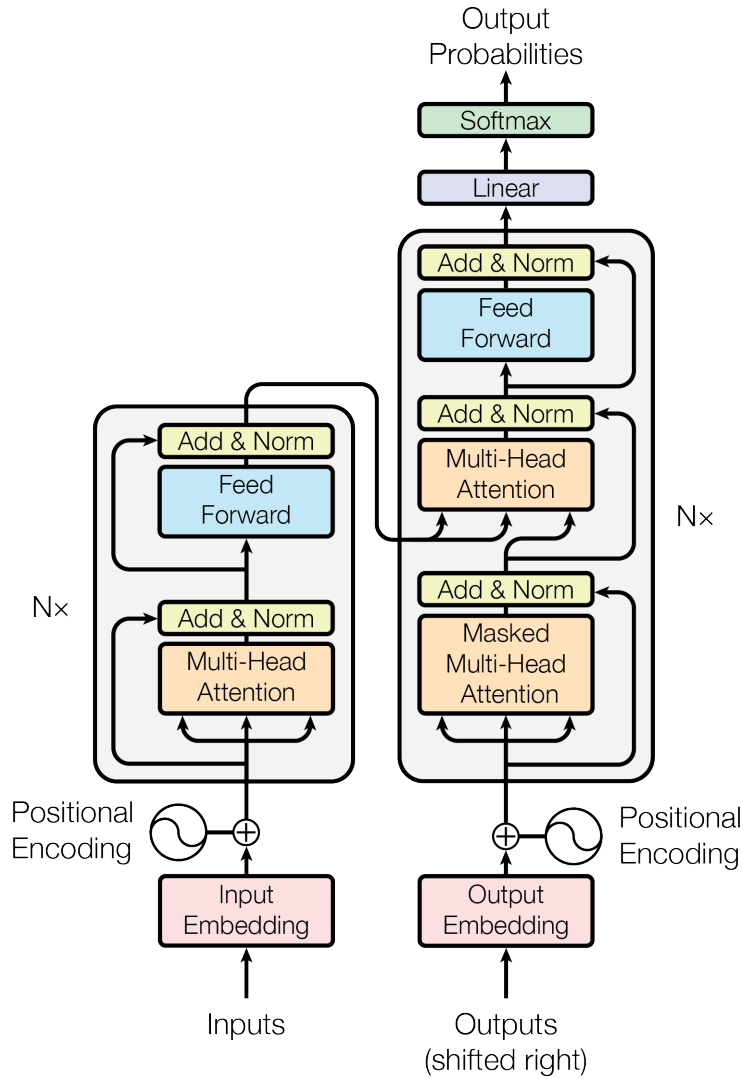 Output
Probabilities
Softmax
Linear
Add & Norm
Feed
Forward
Add & Norm
Multi-Head
Attention
Add & Norm
Masked
Multi-Head
Attention
N×
Add & Norm
Feed
Forward
Add & Norm
Multi-Head
Attention
N×
Positional
Encoding
Positional
Encoding
Input
Embedding
Output
Embedding
Inputs
Outputs
(shifted right)